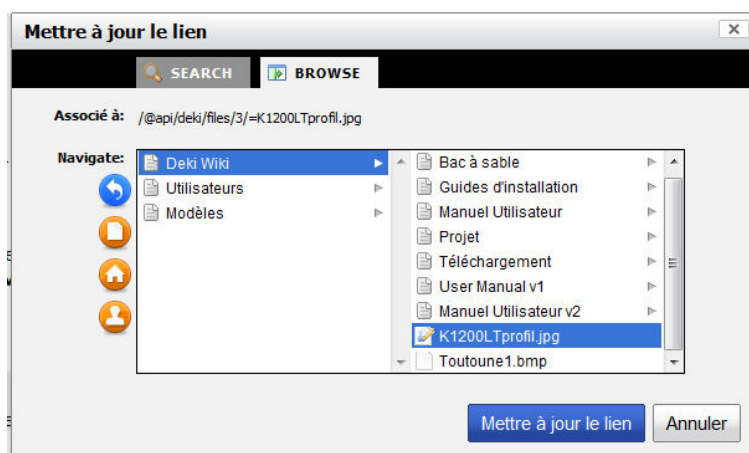 Mettre à jour le lien
SEARCH BROWSE
Associé à: /@api/deki/files/3/=K1200LTprofil.jpg
Navigate:
Deki Wiki
Utilisateurs
Modèles
Bac à sable
Guides d'installation
Manuel Utilisateur
Projet
Téléchargement
User Manual v1
Manuel Utilisateur v2
K1200LTprofil.jpg
Toutoune1.bmp
Mettre à jour le lien Annuler